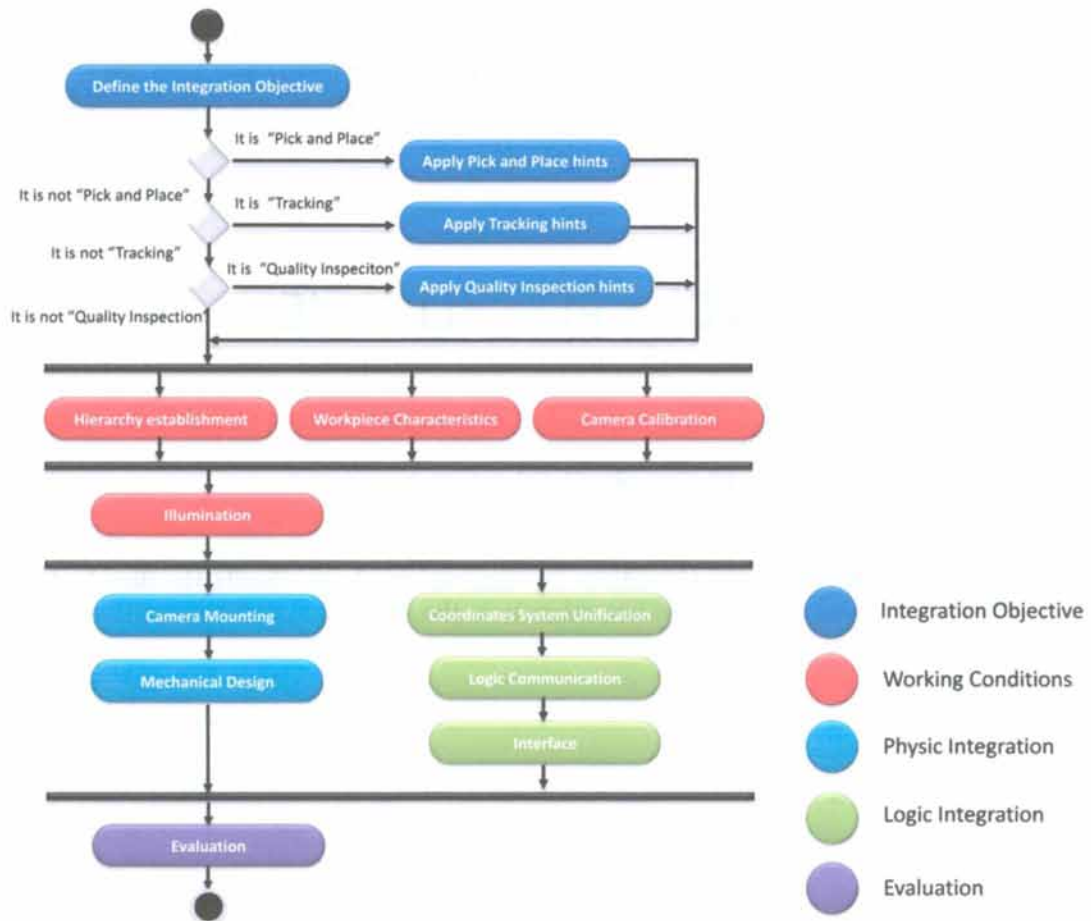 Define the Integration Objective
It is "Pick and Place"
Apply Pick and Place hints
It is not "Pick and Place"
It is "Tracking"
Apply Tracking hints
It is not "Tracking"
It is "Quality Inspeciton"
Apply Quality Inspection hints
It is not "Quality Inspection
Hierarchy establishment
Workpiece Characteristics
Camera Calibration
Illumination
Camera Mounting
Coordinates System Unification
Mechanical Design
Logic Communication
Interface
Evaluation
Integration Objective
Working Conditions
Physic Integration
Logic Integration
Evaluation